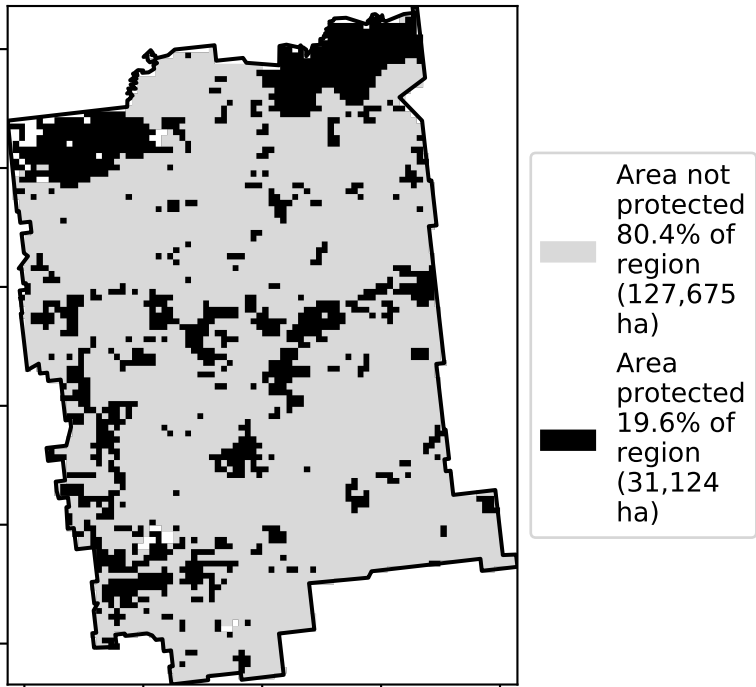 Area not
protected
80.4% of
region
(127,675
ha)
Area
protected
19.6% of
region
(31,124
ha)